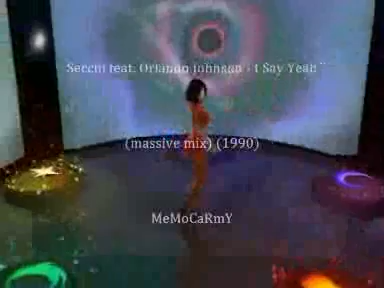 Secchi feat. Orlando Johnson - I Say Yeah ¨
(massive mix) (1990)
MeMoCaRmY